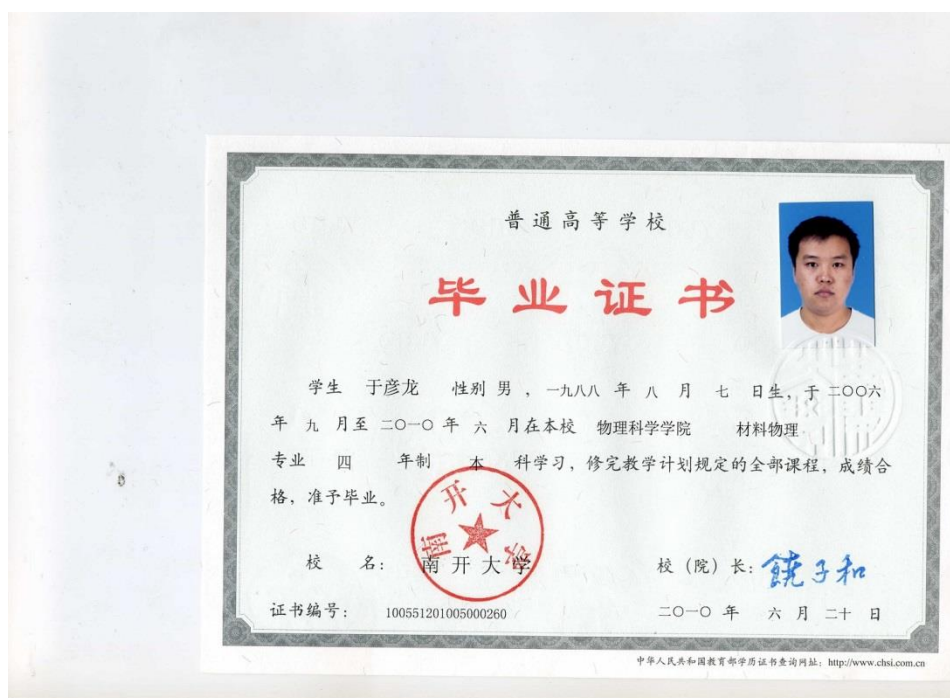 普通高等学校
毕业证书
学生 于彦龙 性别 男 ，一九八八 年 八 月 七 日生，于 二〇〇六
年 九 月至 二〇一〇 年 六 月在本校 物理科学学院 材料物理
专业 四 年制 本 科学习，修完教学计划规定的全部课程，成绩合
格，准予毕业。
南开大学
校 名： 南开大学 校（院）长：饶子和
证书编号： 100551201005000260 二〇一〇 年 六 月 二十 日
中华人民共和国教育部学历证书查询网址：http://www.chsi.com.cn